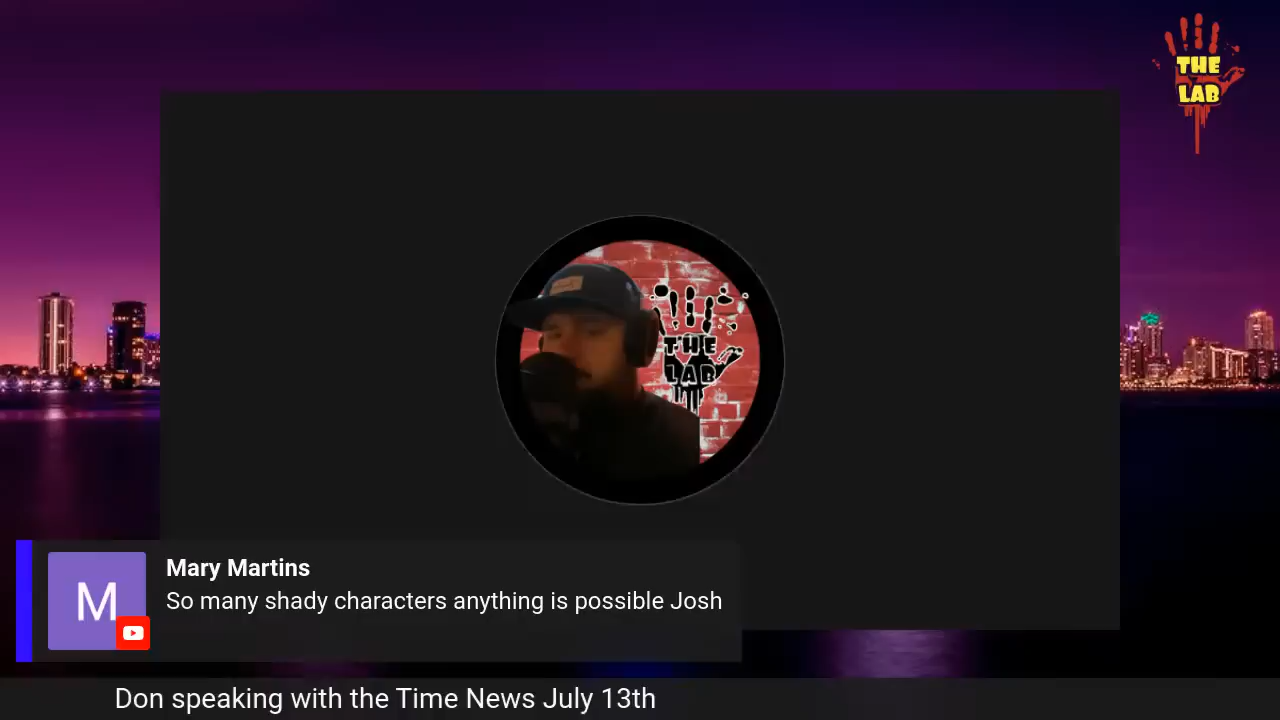 THE
LAB
THE
LAB
M
Mary Martins
So many shady characters anything is possible Josh
Don speaking with the Time News July 13th